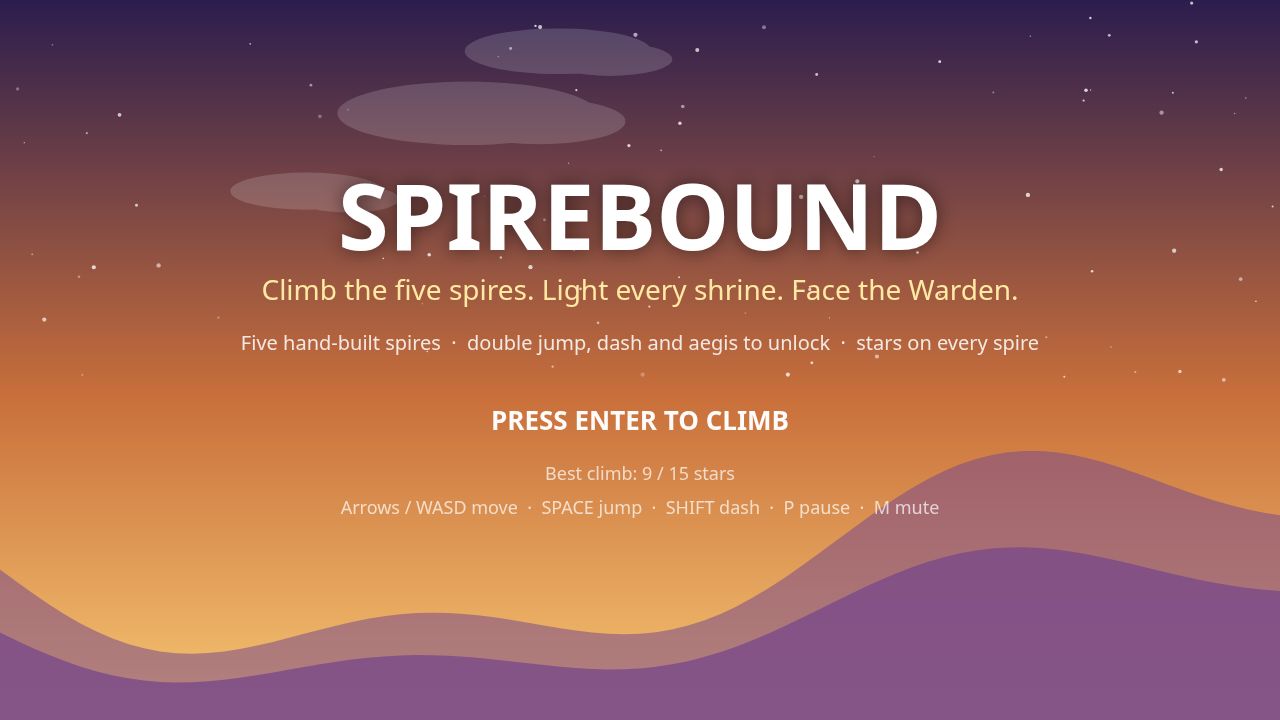 SPIREBOUND
Climb the five spires. Light every shrine. Face the Warden.
Five hand-built spires · double jump, dash and aegis to unlock · stars on every spire
PRESS ENTER TO CLIMB
Best climb: 9 / 15 stars
Arrows / WASD move · SPACE jump · SHIFT dash · P pause · M mute